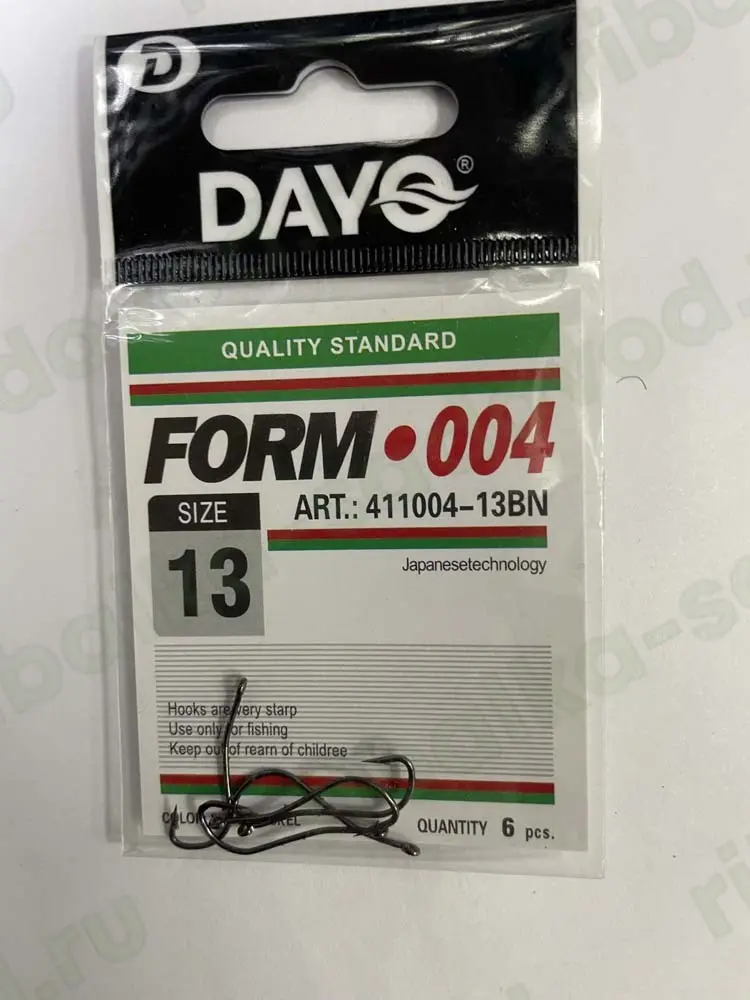 D
DAYO®
QUALITY STANDARD
FORM • 004
SIZE
13
ART.: 411004-13BN
Japanesetechnology
Hooks are very starp
Use only for fishing
Keep out of rearn of childree
QUANTITY 6 pcs.